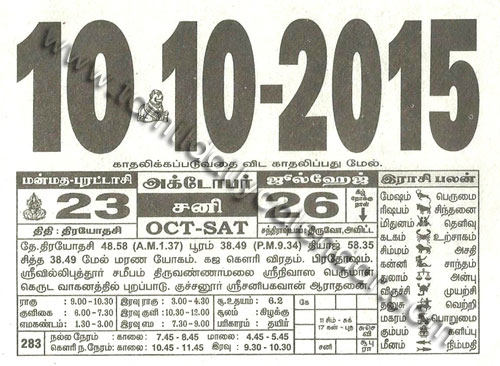 10-10-2015
காதலிக்கப்படுவதை விட காதலிப்பது மேல்.
மன்மத-புரட்டாசி அக்டோபர் ஜூல்ஹேஜ் இராசி பலன்
23 சனி 26 கீழ் நோக்கு நாள்
OCT-SAT
திதி : திரயோதசி சந்திராஷ்டமம்-திருவோ,அவிட்.
மேஷம் பெருமை
ரிஷபம் சிந்தனை
மிதுனம் தெளிவு
கடகம் உற்சாகம்
சிம்மம் அசதி
கன்னி சாந்தம்
துலாம் அன்பு
விருச்சிகம் முயற்சி
தனுசு வெற்றி
மகரம் பொறுமை
கும்பம் களிப்பு
மீனம் நிம்மதி
தே.திரயோதசி 48.58 (A.M.1.37) பூரம் 38.49 (P.M.9.34) தியாஜ் 58.35
சித்த 38.49 மேல் மரண யோகம். கஜ கௌரி விரதம். பிரதோஷம்.
ஸ்ரீவில்லிபுத்தூர் சமீபம் திருவண்ணாமலை ஸ்ரீநிவாஸ பெருமாள்
கெருட வாகனத்தில் புறப்பாடு. குச்சனூர் ஸ்ரீசனிபகவான் ஆராதனை.
ராகு : 9.00 - 10.30 இரவு ராகு : 3.00 - 4.30 சூ.உதயம் : 6.2
குளிகை : 6.00 - 7.30 இரவு குளி : 12.00 - 1.30 சூலம் : கிழக்கு
எமகண்டம் : 1.30 - 3.00 இரவு எம : 7.30 - 9.00 பரிகாரம் : தயிர்
283 நல்ல நேரம் : காலை: 7.45 - 8.45 மாலை: 4.45 - 5.45
கௌரி ந.நேரம்: காலை: 10.45 - 11.45 இரவு : 9.30 - 10.30
கே
11 சிம் - சுக்
17 கன் - புத
சனி